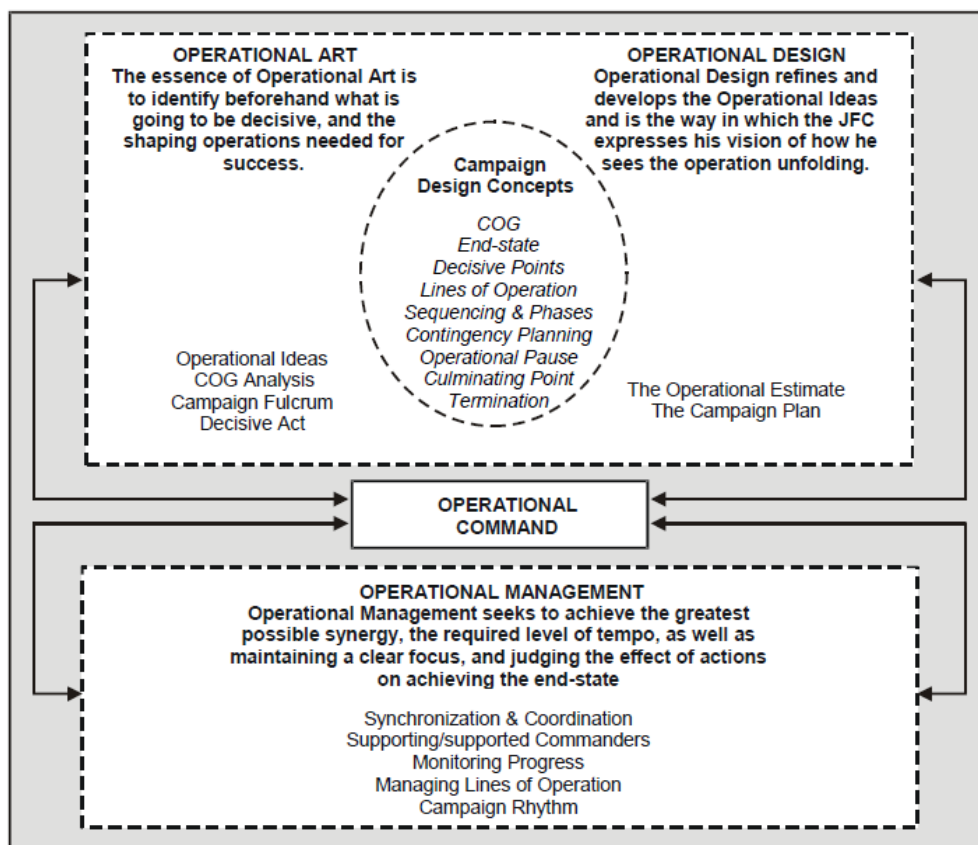 OPERATIONAL ART
The essence of Operational Art is
to identify beforehand what is
going to be decisive, and the
shaping operations needed for
success.
OPERATIONAL DESIGN
Operational Design refines and
develops the Operational Ideas
and is the way in which the JFC
expresses his vision of how he
sees the operation unfolding.
Campaign
Design Concepts
COG
End-state
Decisive Points
Lines of Operation
Sequencing & Phases
Contingency Planning
Operational Pause
Culminating Point
Termination
Operational Ideas
COG Analysis
Campaign Fulcrum
Decisive Act
The Operational Estimate
The Campaign Plan
OPERATIONAL
COMMAND
OPERATIONAL MANAGEMENT
Operational Management seeks to achieve the greatest
possible synergy, the required level of tempo, as well as
maintaining a clear focus, and judging the effect of actions
on achieving the end-state
Synchronization & Coordination
Supporting/supported Commanders
Monitoring Progress
Managing Lines of Operation
Campaign Rhythm